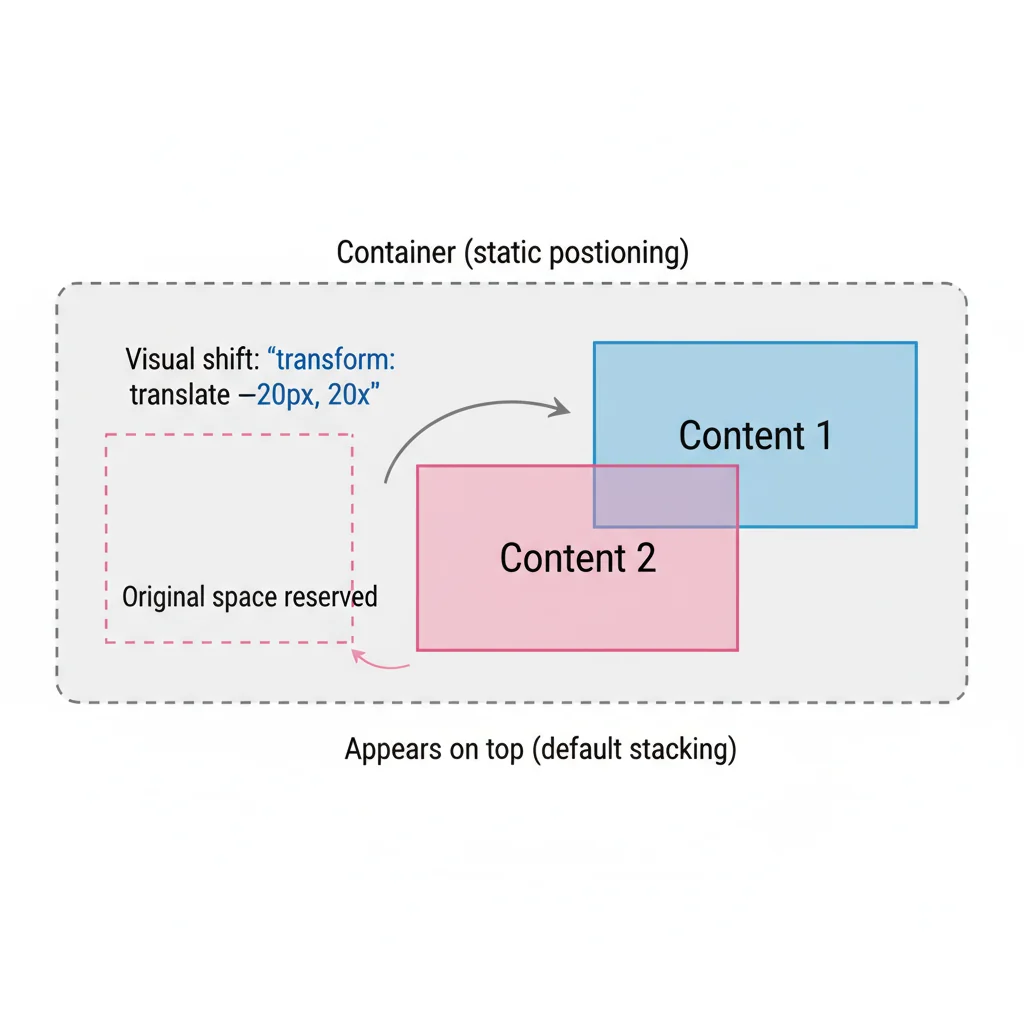 Container (static postioning)
Visual shift: “transform:
translate –20px, 20x”
Content 1
Content 2
Original space reserved
Appears on top (default stacking)